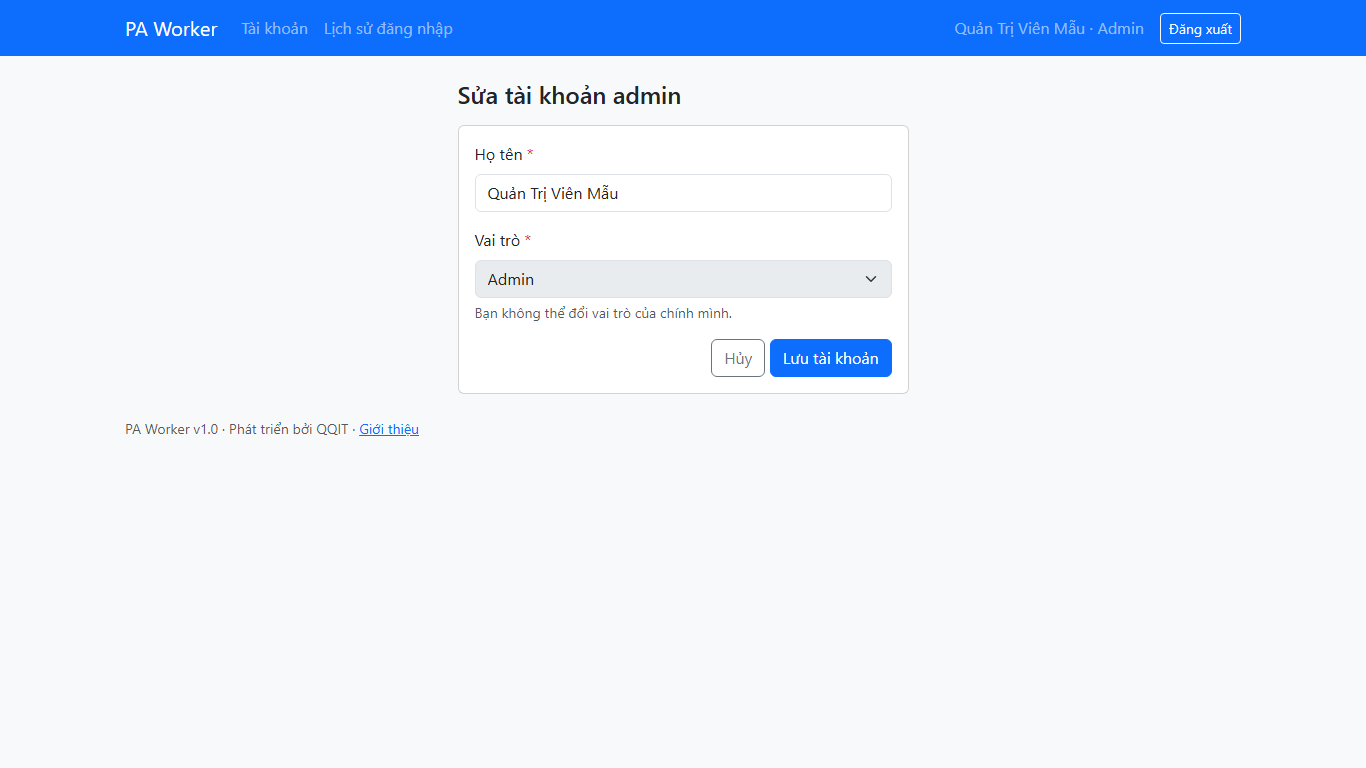 PA Worker Tài khoản Lịch sử đăng nhập Quản Trị Viên Mẫu · Admin Đăng xuất
Sửa tài khoản admin
Họ tên *
Quản Trị Viên Mẫu
Vai trò *
Admin
Bạn không thể đổi vai trò của chính mình.
Hủy Lưu tài khoản
PA Worker v1.0 · Phát triển bởi QQIT · Giới thiệu